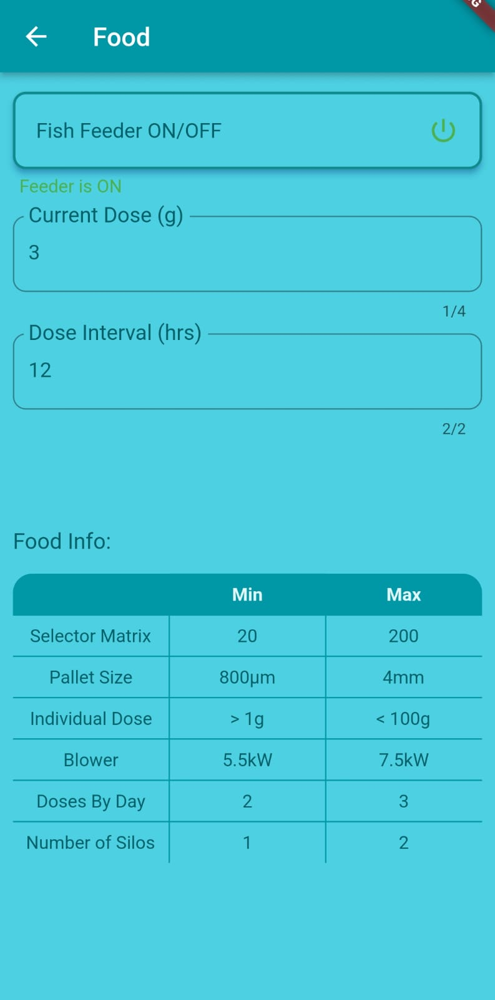 Food
Fish Feeder ON/OFF
Feeder is ON
Current Dose (g)
3
1/4
Dose Interval (hrs)
12
2/2
Food Info:
Min Max
Selector Matrix 20 200
Pallet Size 800µm 4mm
Individual Dose > 1g < 100g
Blower 5.5kW 7.5kW
Doses By Day 2 3
Number of Silos 1 2